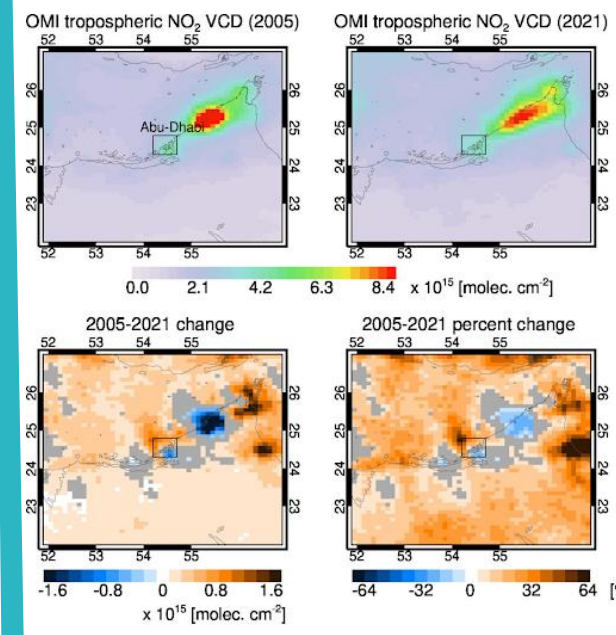 OMI tropospheric NO₂ VCD (2005)
52 53 54 55
26
25
24
23
Abu-Dhabi
52 53 54 55
OMI tropospheric NO₂ VCD (2021)
52 53 54 55
26
25
24
23
52 53 54 55
0.0 2.1 4.2 6.3 8.4 x 10¹⁵ [molec. cm⁻²]
2005-2021 change
52 53 54 55
26
25
24
23
52 53 54 55
-1.6 -0.8 0 0.8 1.6
x 10¹⁵ [molec. cm⁻²]
2005-2021 percent change
52 53 54 55
26
25
24
23
52 53 54 55
-64 -32 0 32 64